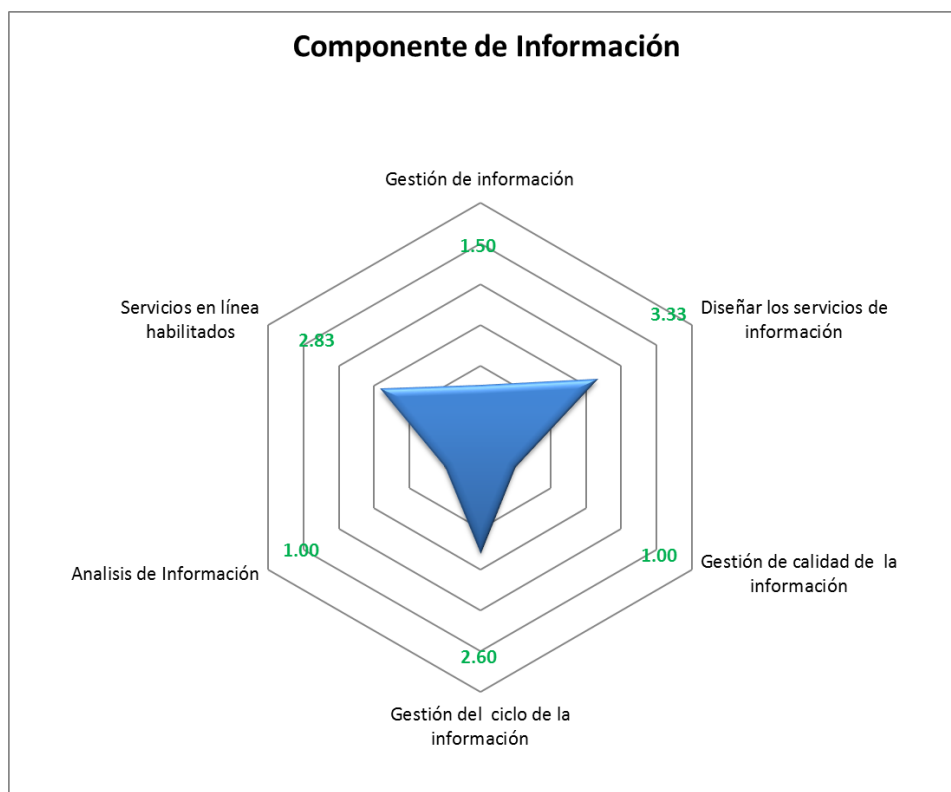 Componente de Información
Gestión de información
1.50
Servicios en línea
habilitados
2.83
3.33
Diseñar los servicios de
información
Analisis de Información
1.00
1.00
Gestión de calidad de  la
información
2.60
Gestión del  ciclo de la
información